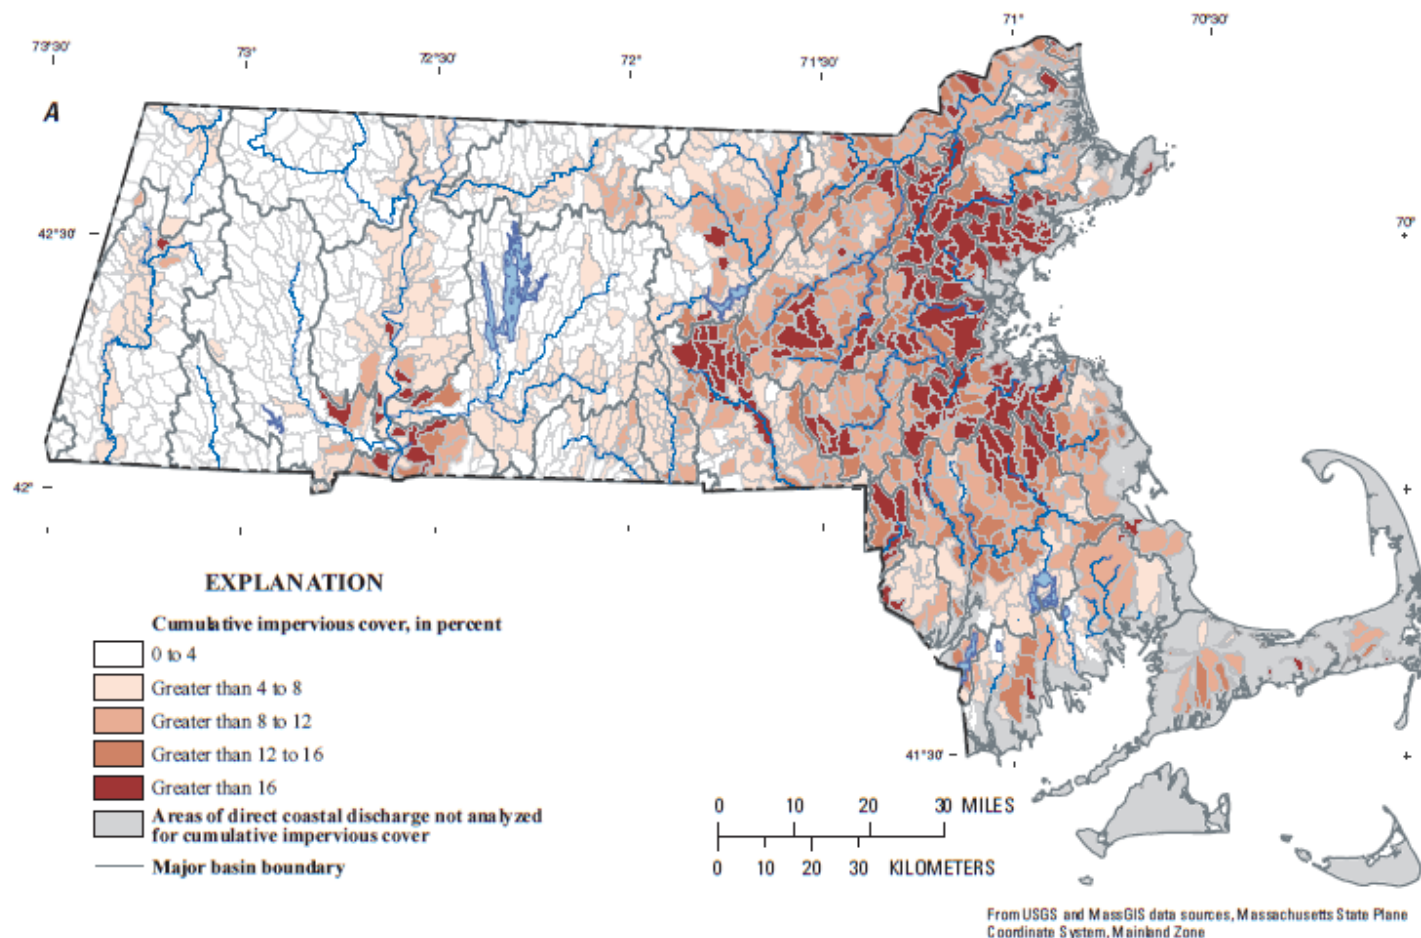 73°30'
73°
72°30'
72°
71°30'
71°
70°30'
A
42°30'
70°
42°
41°30'
EXPLANATION
Cumulative impervious cover, in percent
0 to 4
Greater than 4 to 8
Greater than 8 to 12
Greater than 12 to 16
Greater than 16
Areas of direct coastal discharge not analyzed
for cumulative impervious cover
Major basin boundary
0 10 20 30 MILES
0 10 20 30 KILOMETERS
From USGS and MassGIS data sources, Massachusetts State Plane
Coordinate System, Mainland Zone